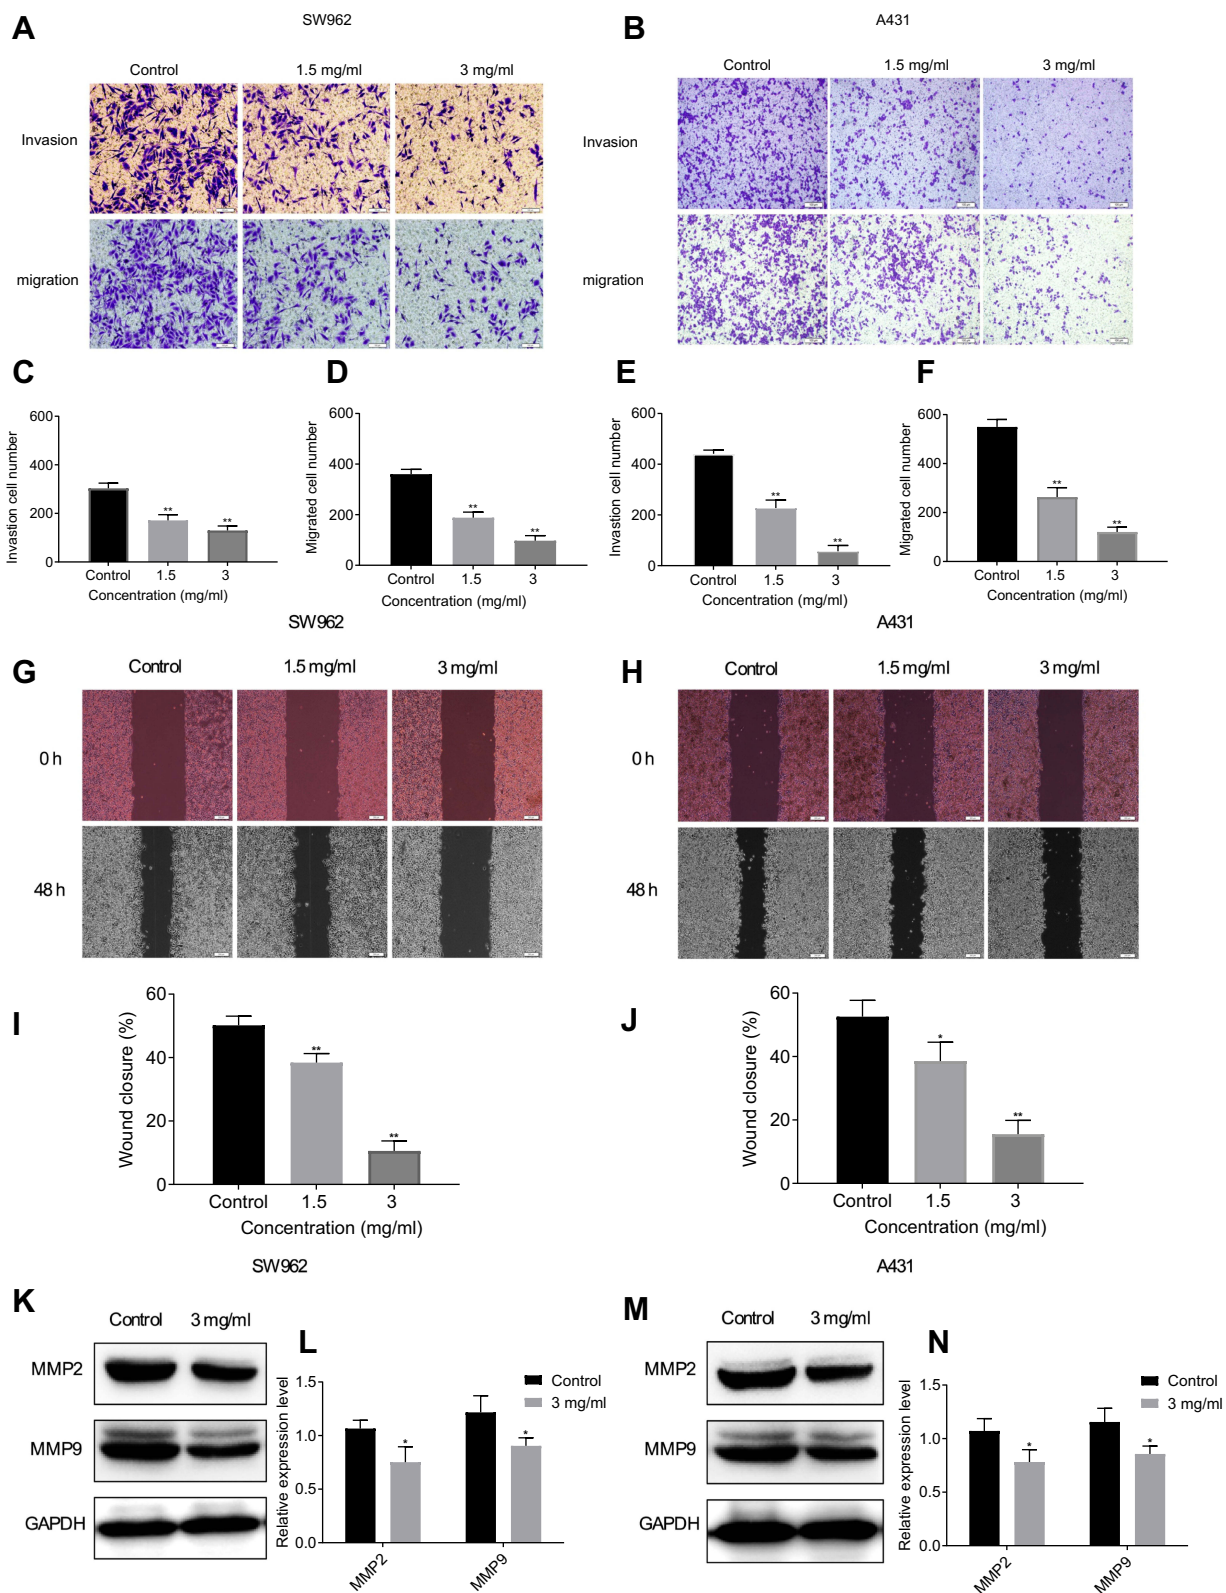 A
SW962
B
A431
Control 1.5 mg/ml 3 mg/ml
Control 1.5 mg/ml 3 mg/ml
Invasion
Invasion
migration
migration
C
D
E
F
Invastion cell number
600
400
200
0
** **
Control 1.5 3
Concentration (mg/ml)
Migrated cell number
600
400
200
0
** **
Control 1.5 3
Concentration (mg/ml)
Invastion cell number
600
400
200
0
** **
Control 1.5 3
Concentration (mg/ml)
Migrated cell number
600
400
200
0
** **
Control 1.5 3
Concentration (mg/ml)
SW962
A431
G
Control 1.5 mg/ml 3 mg/ml
H
Control 1.5 mg/ml 3 mg/ml
0 h
0 h
48 h
48 h
I
Wound closure (%)
60
40
20
0
** **
Control 1.5 3
Concentration (mg/ml)
J
Wound closure (%)
60
40
20
0
* **
Control 1.5 3
Concentration (mg/ml)
SW962
A431
K
Control 3 mg/ml
MMP2
MMP9
GAPDH
L
Relative expression level
1.5
1.0
0.5
0.0
* *
MMP2 MMP9
Control
3 mg/ml
M
Control 3 mg/ml
MMP2
MMP9
GAPDH
N
Relative expression level
1.5
1.0
0.5
0.0
* *
MMP2 MMP9
Control
3 mg/ml